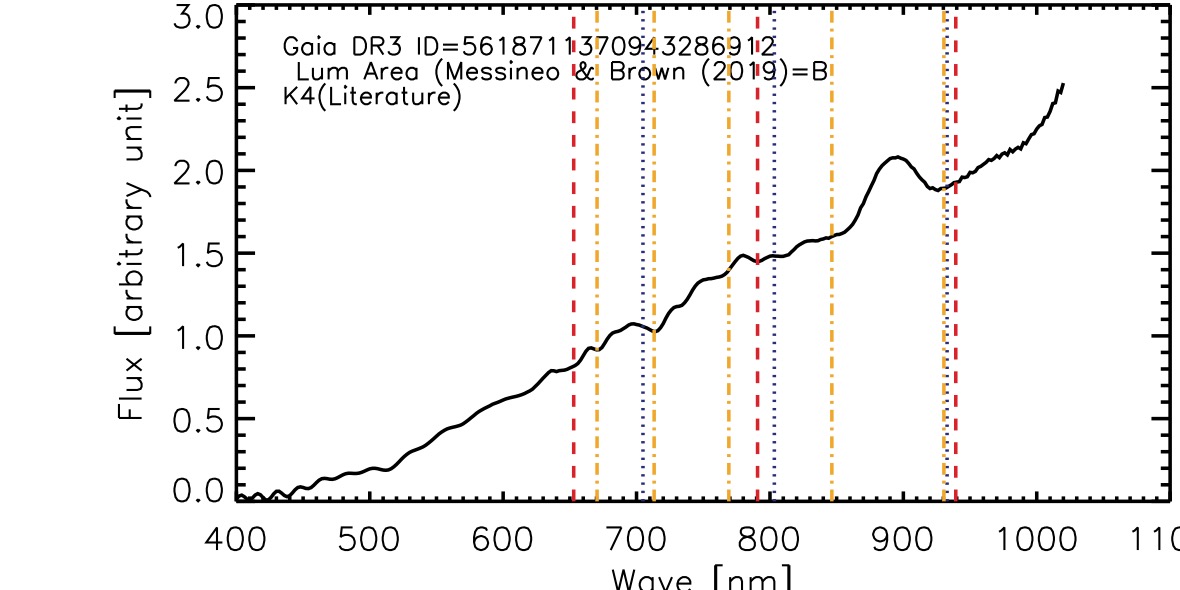 3.0
Gaia DR3 ID=5618711370943286912
Lum Area (Messineo & Brown (2019)=B
K4(Literature)
2.5
2.0
1.5
1.0
0.5
0.0
Flux [arbitrary unit]
400 500 600 700 800 900 1000 110
Wave [nm]